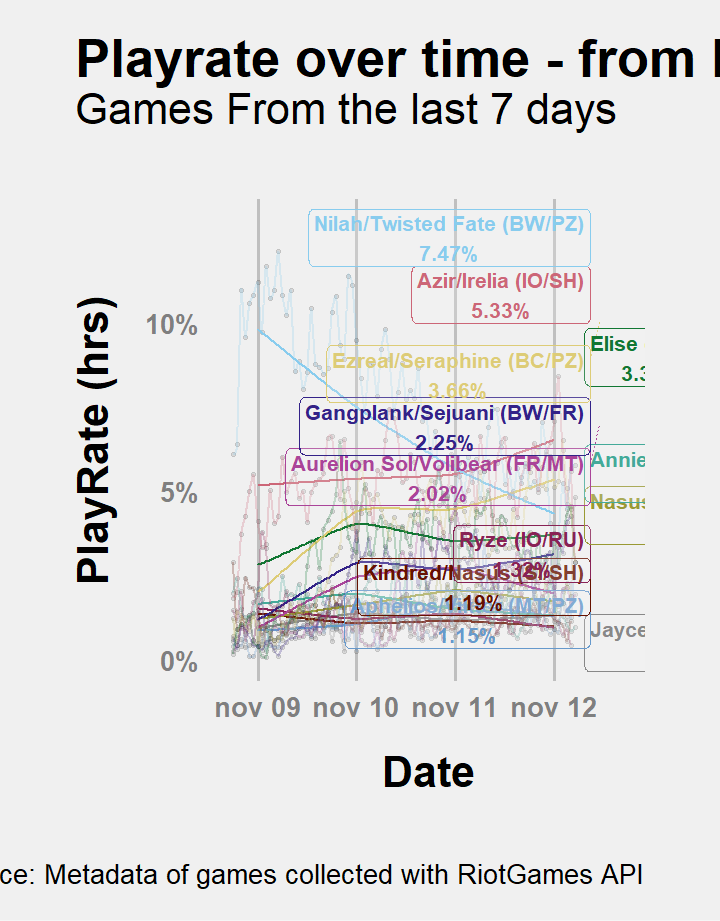 Playrate over time - from
Games From the last 7 days
PlayRate (hrs)
10%
5%
0%
Nilah/Twisted Fate (BW/PZ)
7.47%
Azir/Irelia (IO/SH)
5.33%
Elise
3.3
Ezreal/Seraphine (BC/PZ)
3.66%
Gangplank/Sejuani (BW/FR)
2.25%
Aurelion Sol/Volibear (FR/MT)
2.02%
Annie
Nasus
Ryze (IO/RU)
1.32%
Kindred/Nasus (SI/SH)
1.19%
Aphelios (MT/PZ)
1.15%
Jayce
nov 09 nov 10 nov 11 nov 12
Date
ce: Metadata of games collected with RiotGames API